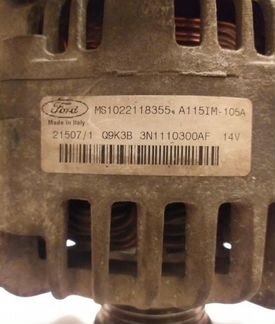 Ford
MS1022118355 A115IM-105A
Made in Italy
21507/1 Q9K3B 3N1110300AF 14V